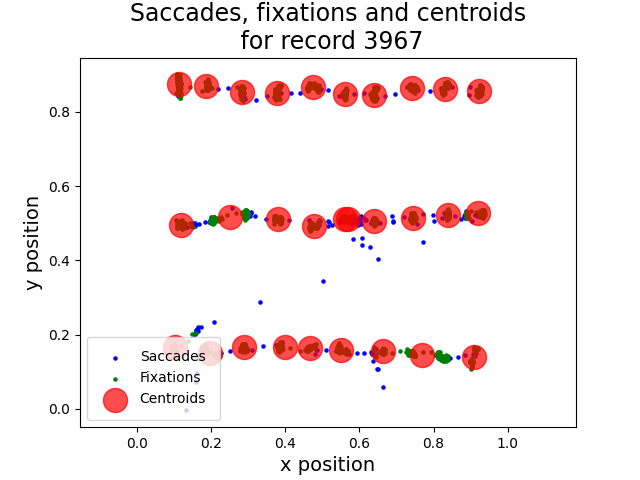 Saccades, fixations and centroids
for record 3967
y position
0.8
0.6
0.4
0.2
0.0
Saccades
Fixations
Centroids
0.0 0.2 0.4 0.6 0.8 1.0
x position